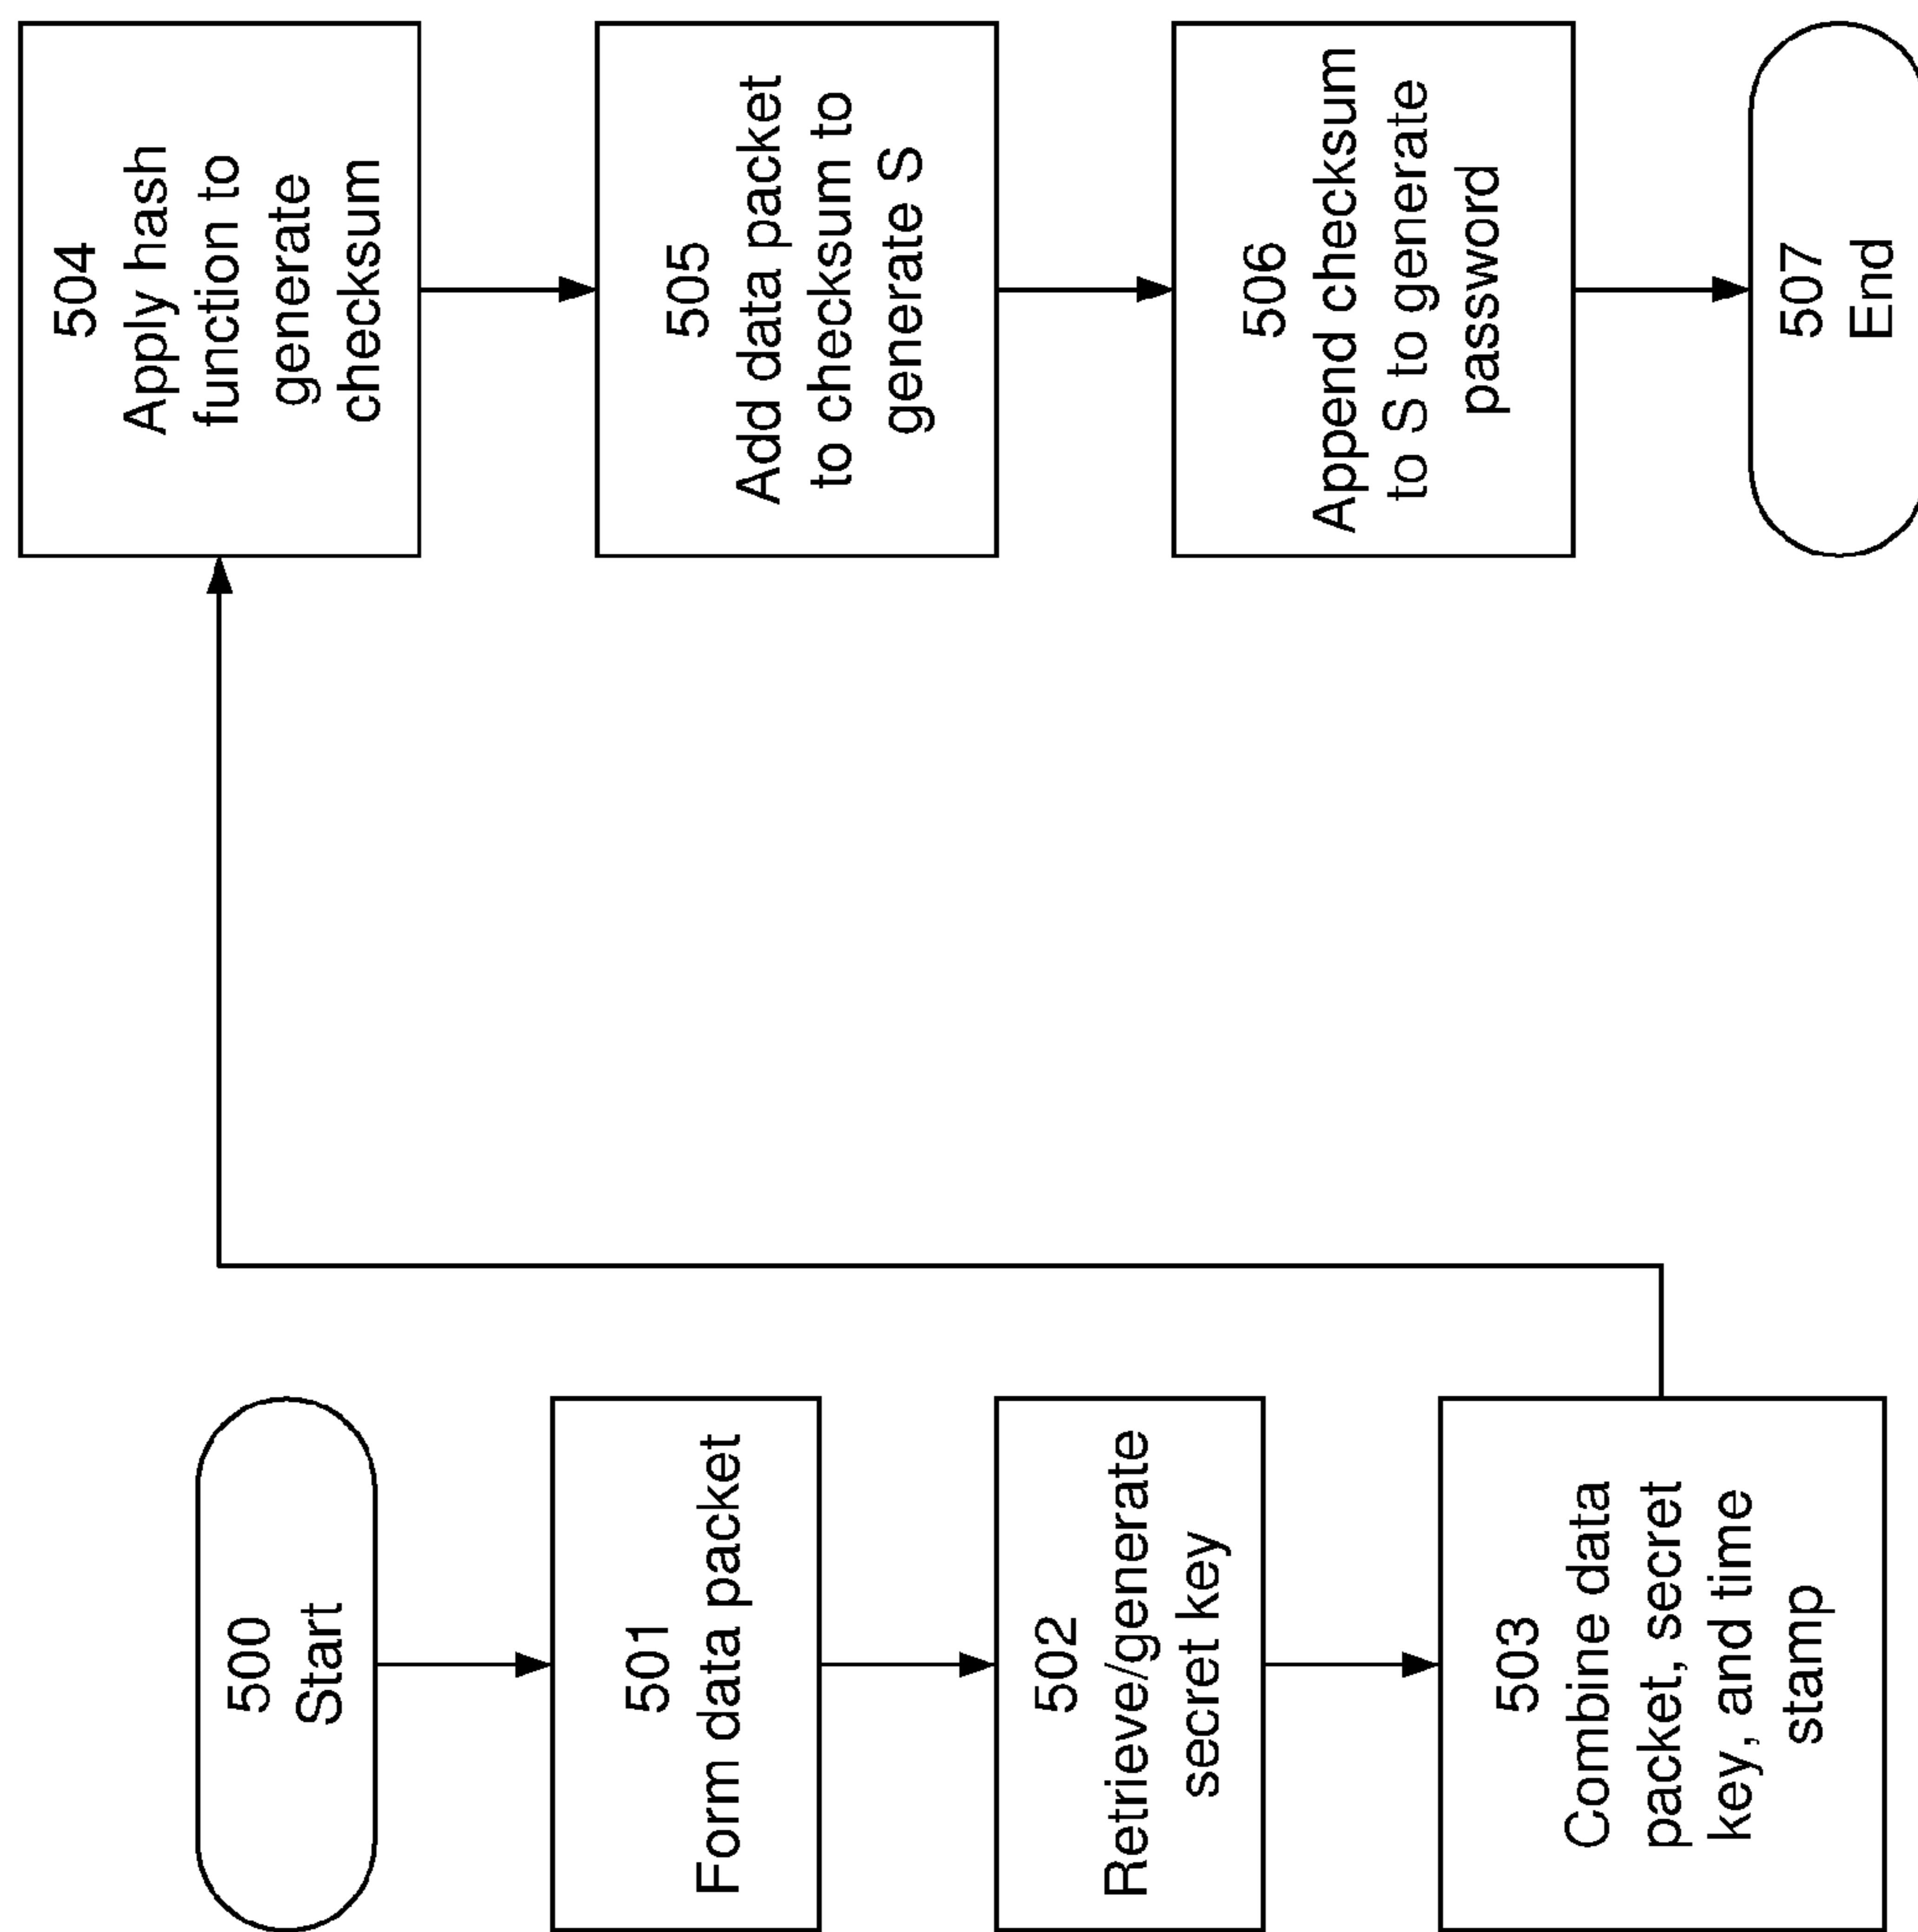 500
Start
501
Form data packet
502
Retrieve/generate
secret key
503
Combine data
packet, secret
key, and time
stamp
504
Apply hash
function to
generate
checksum
505
Add data packet
to checksum to
generate S
506
Append checksum
to S to generate
password
507
End